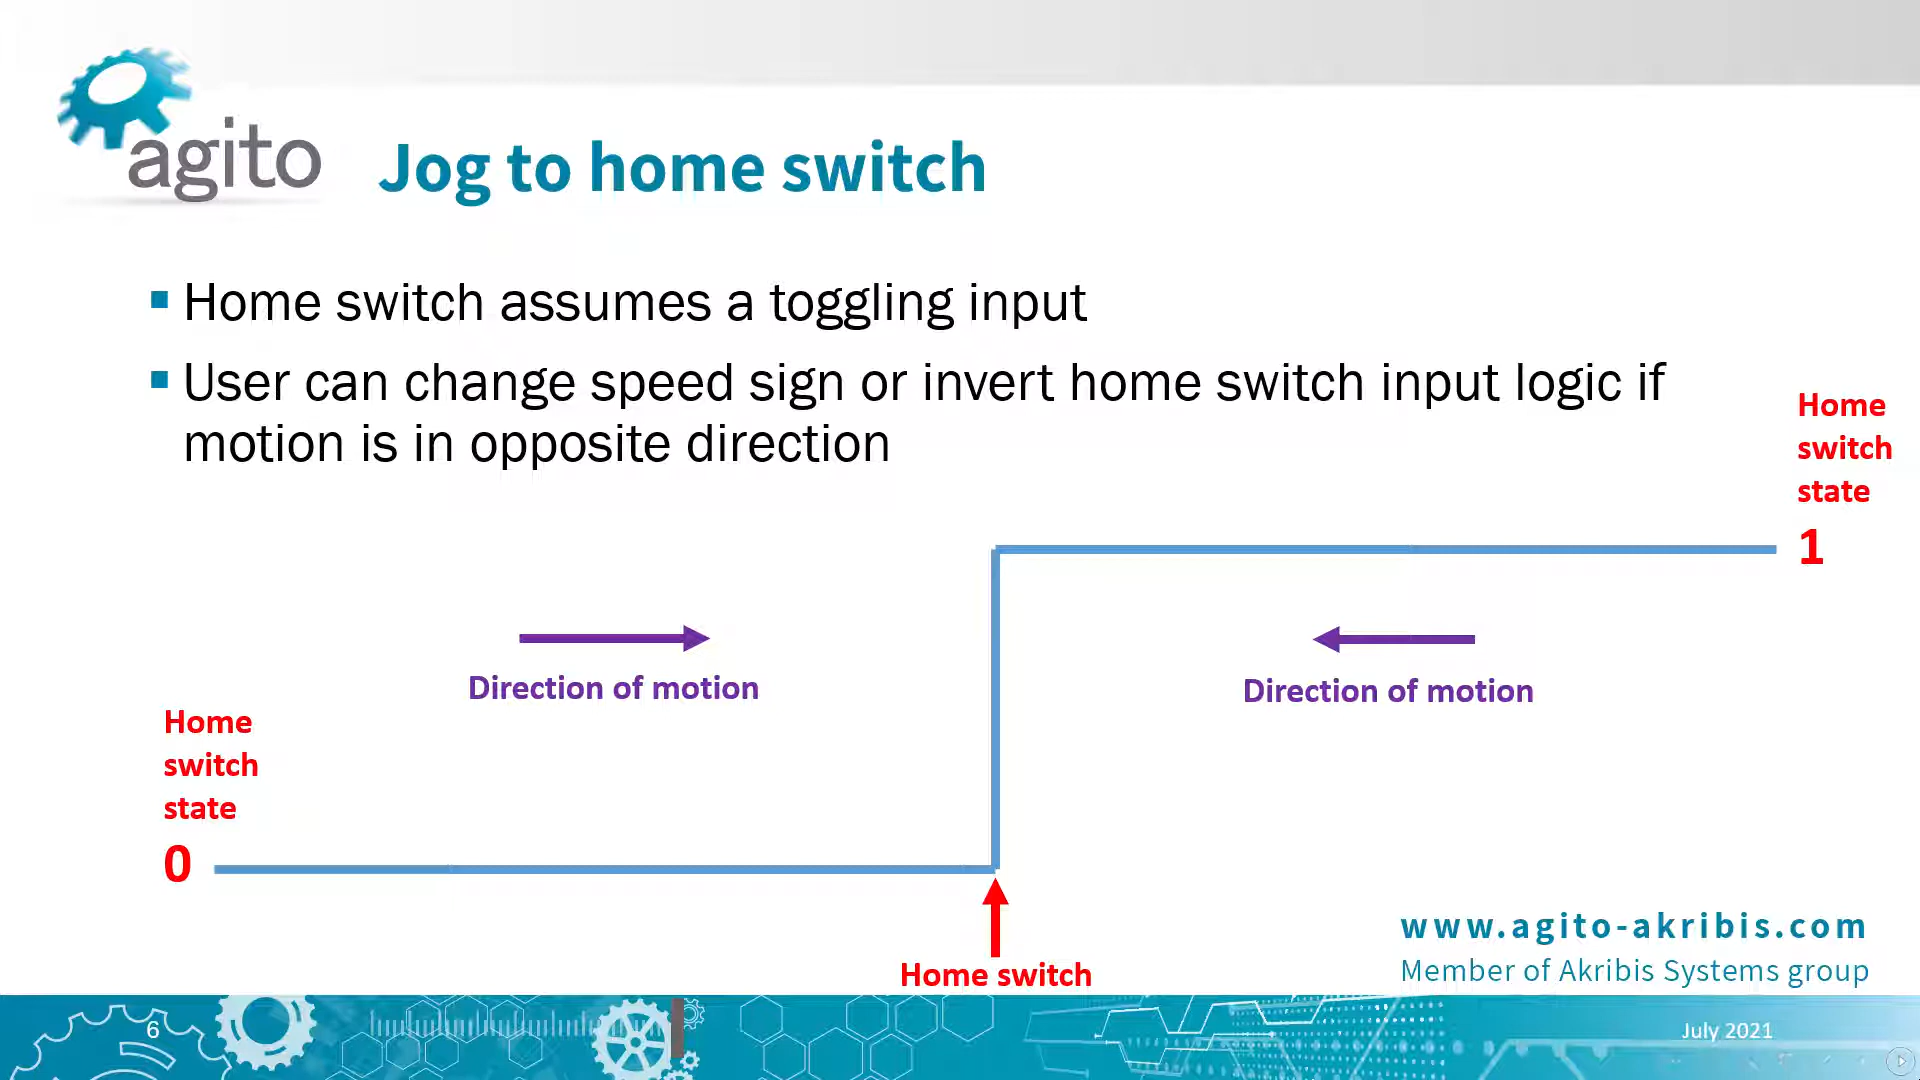 agito
Jog to home switch
Home switch assumes a toggling input
User can change speed sign or invert home switch input logic if
motion is in opposite direction
Home
switch
state
1
Direction of motion
Direction of motion
Home
switch
state
0
Home switch
www.agito-akribis.com
Member of Akribis Systems group
6
July 2021